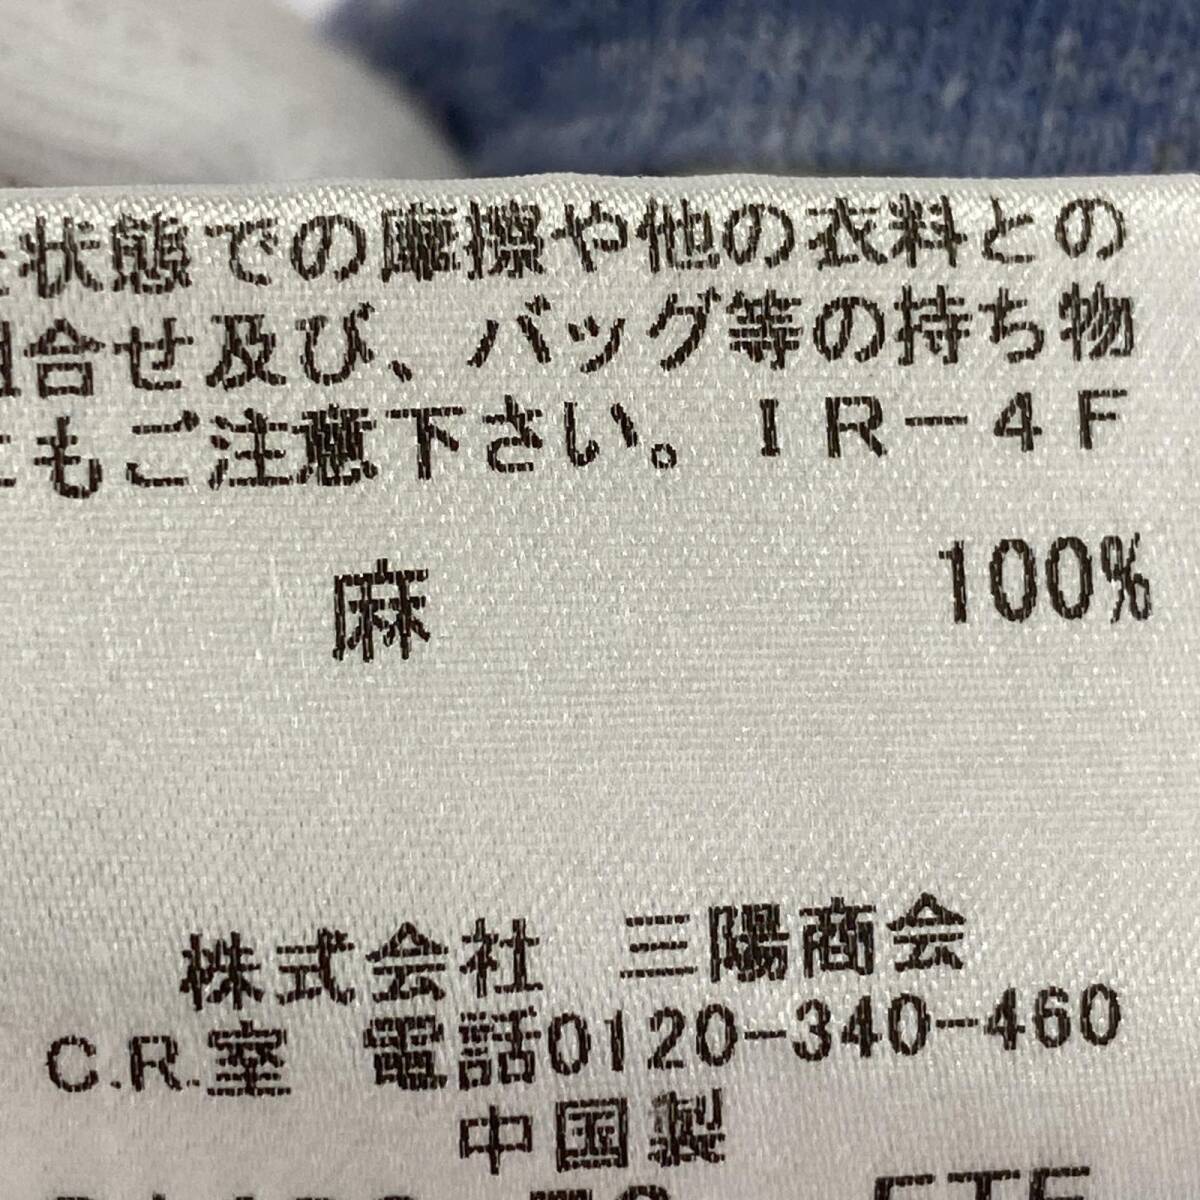 状態での摩擦や他の衣料との
組合せ及び、バッグ等の持ち物
にもご注意下さい。IR-4F
麻 100%
株式会社 三陽商会
C.R.室 電話0120-340-460
中国製